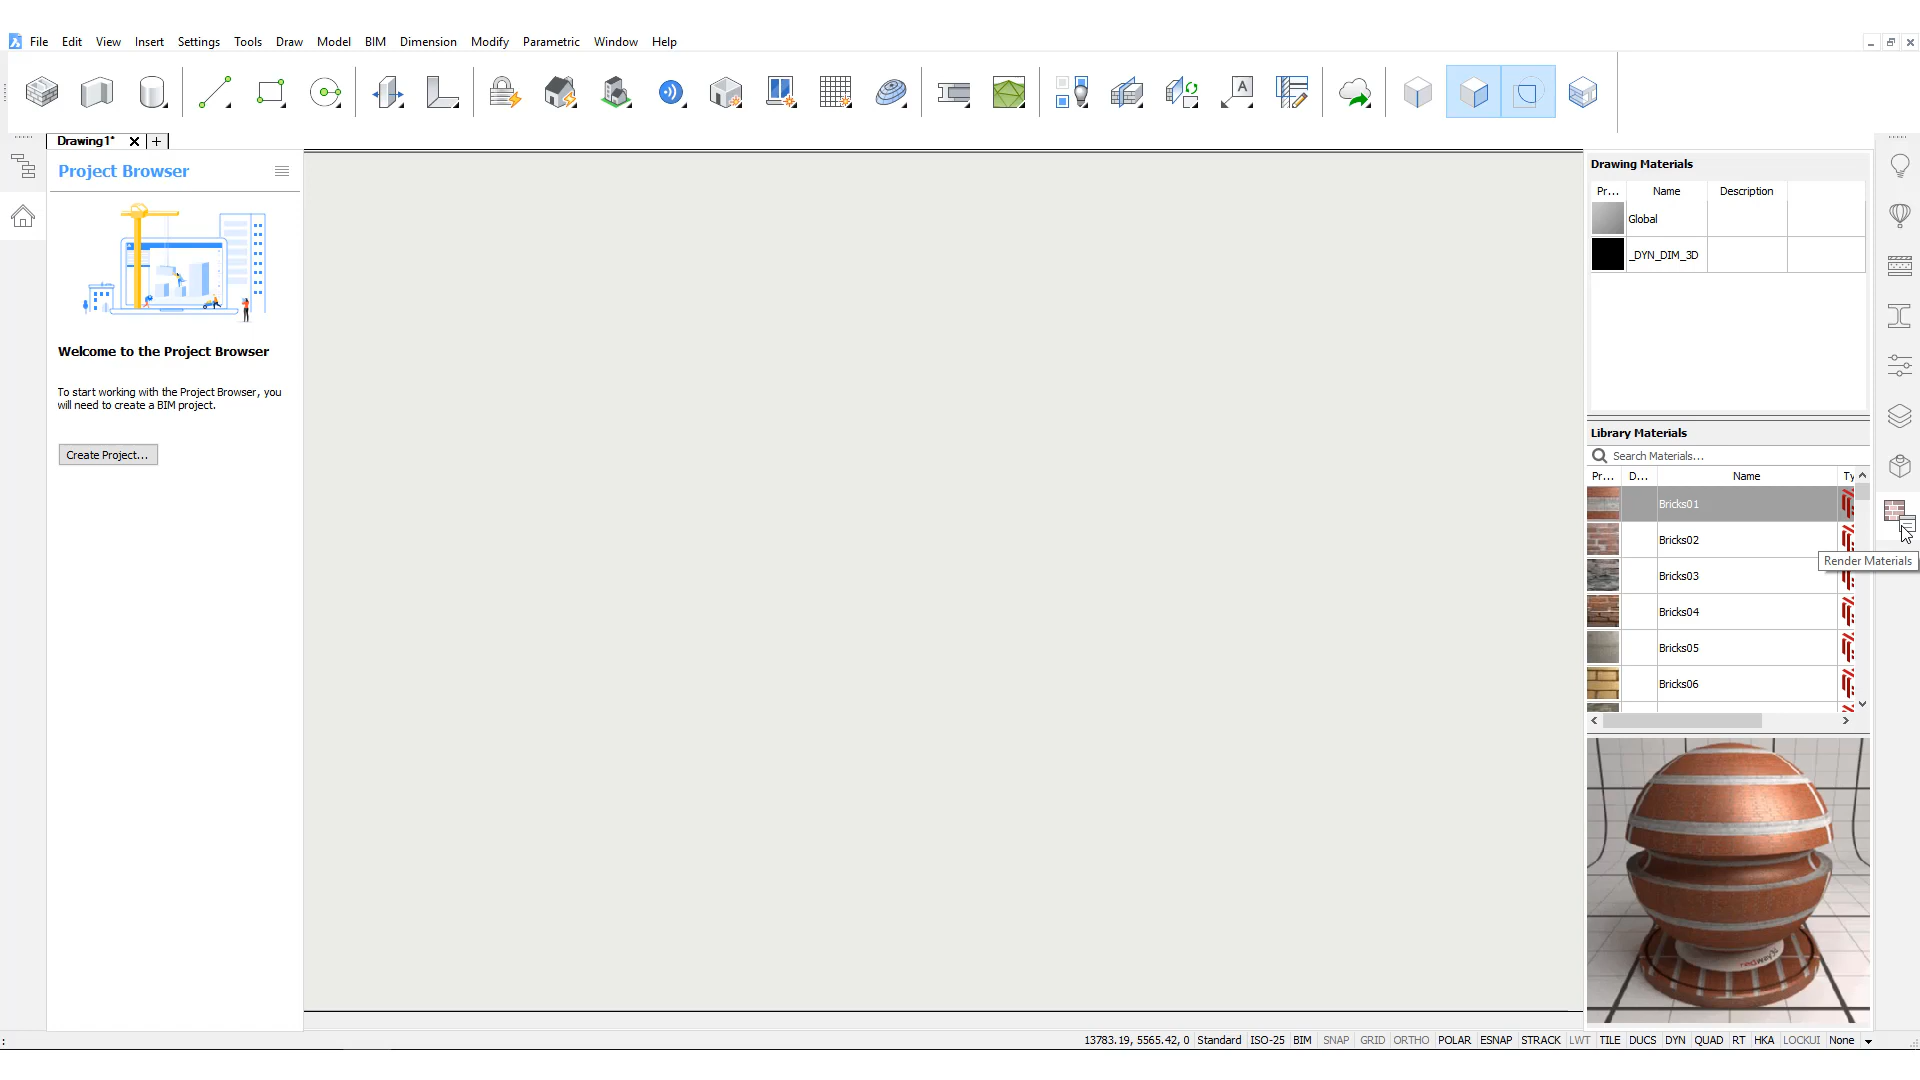 File Edit View Insert Settings Tools Draw Model BIM Dimension Modify Parametric Window Help
A
Drawing1*
Project Browser
Welcome to the Project Browser
To start working with the Project Browser, you
will need to create a BIM project.
Create Project...
Drawing Materials
Pr... Name Description
Global
_DYN_DIM_3D
Library Materials
Search Materials...
Pr... D... Name Ty
Bricks01
Bricks02
Bricks03
Bricks04
Bricks05
Bricks06
Render Materials
: 13783.19, 5565.42, 0 Standard ISO-25 BIM SNAP GRID ORTHO POLAR ESNAP STRACK LWT TILE DUCS DYN QUAD RT HKA LOCKUI None